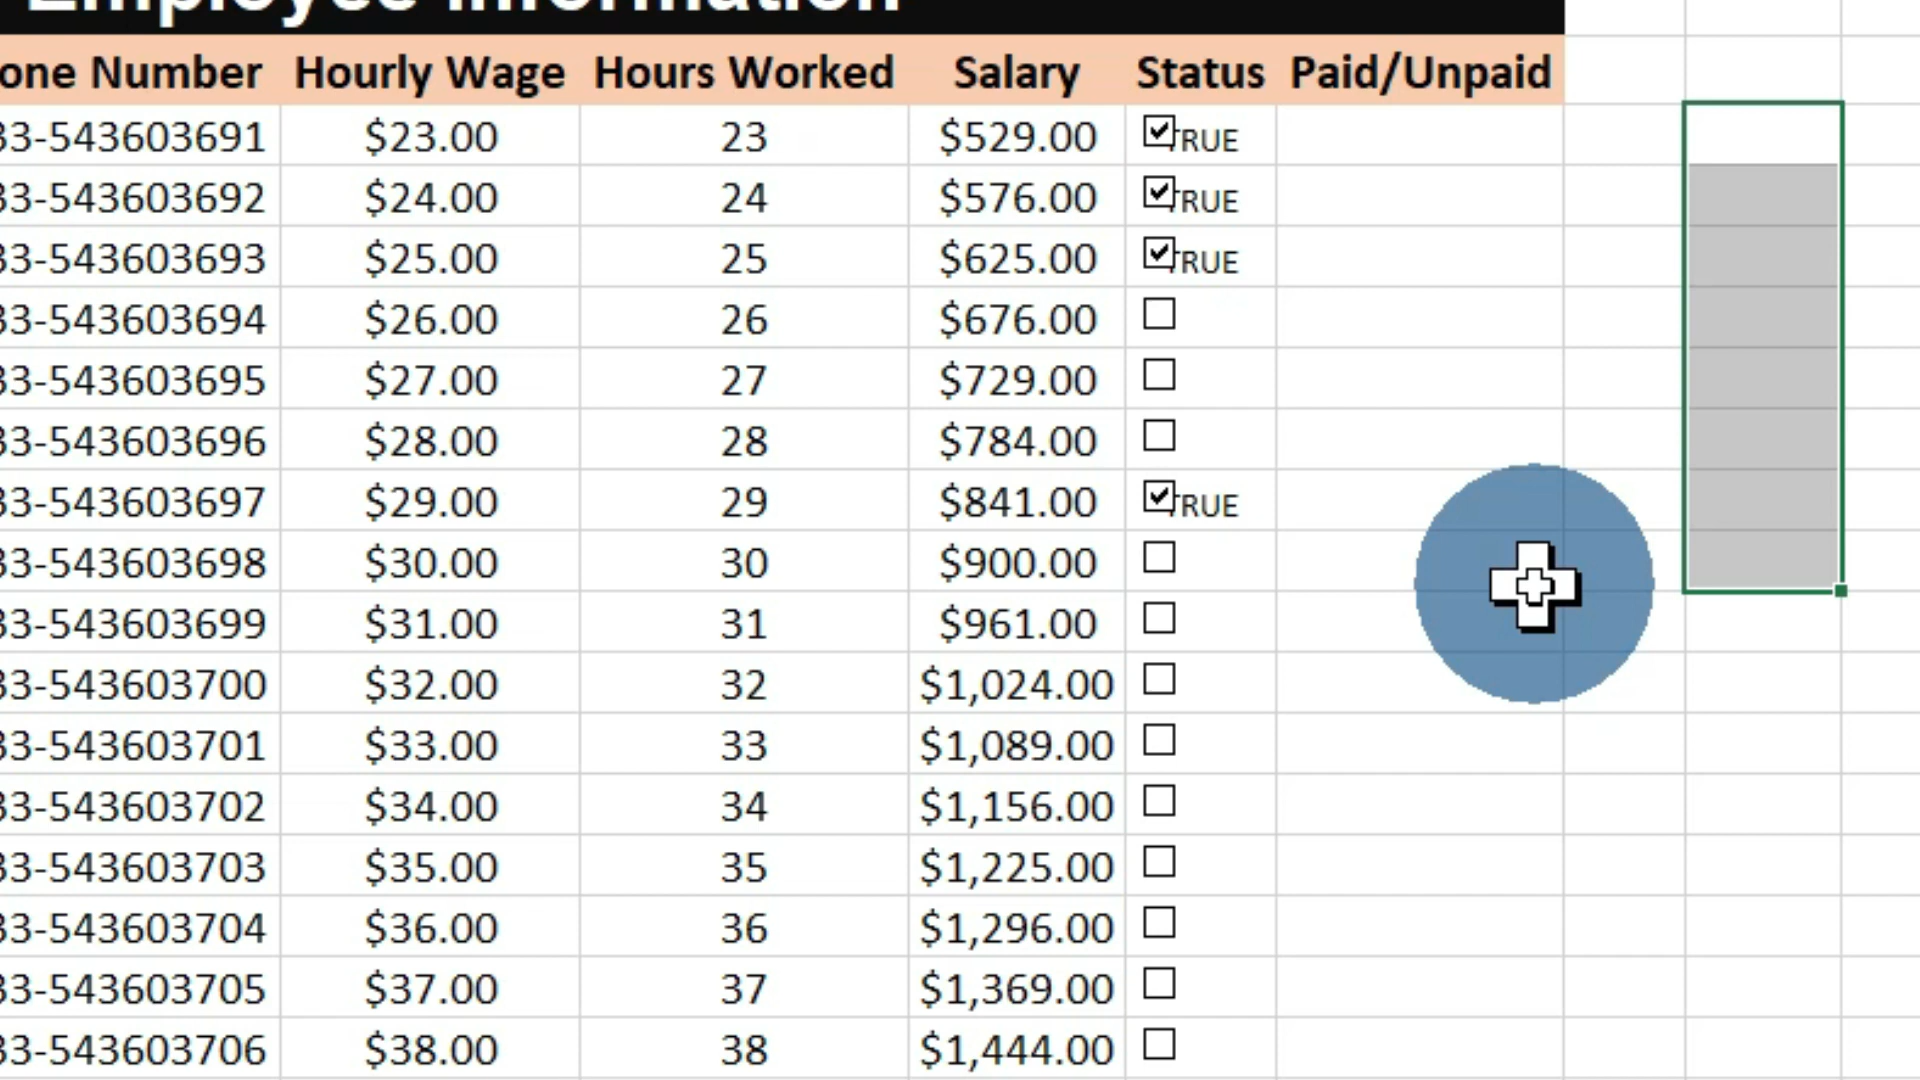 Employee Information
one Number Hourly Wage Hours Worked Salary Status Paid/Unpaid
33-543603691 $23.00 23 $529.00 TRUE
33-543603692 $24.00 24 $576.00 TRUE
33-543603693 $25.00 25 $625.00 TRUE
33-543603694 $26.00 26 $676.00
33-543603695 $27.00 27 $729.00
33-543603696 $28.00 28 $784.00
33-543603697 $29.00 29 $841.00 TRUE
33-543603698 $30.00 30 $900.00
33-543603699 $31.00 31 $961.00
33-543603700 $32.00 32 $1,024.00
33-543603701 $33.00 33 $1,089.00
33-543603702 $34.00 34 $1,156.00
33-543603703 $35.00 35 $1,225.00
33-543603704 $36.00 36 $1,296.00
33-543603705 $37.00 37 $1,369.00
33-543603706 $38.00 38 $1,444.00